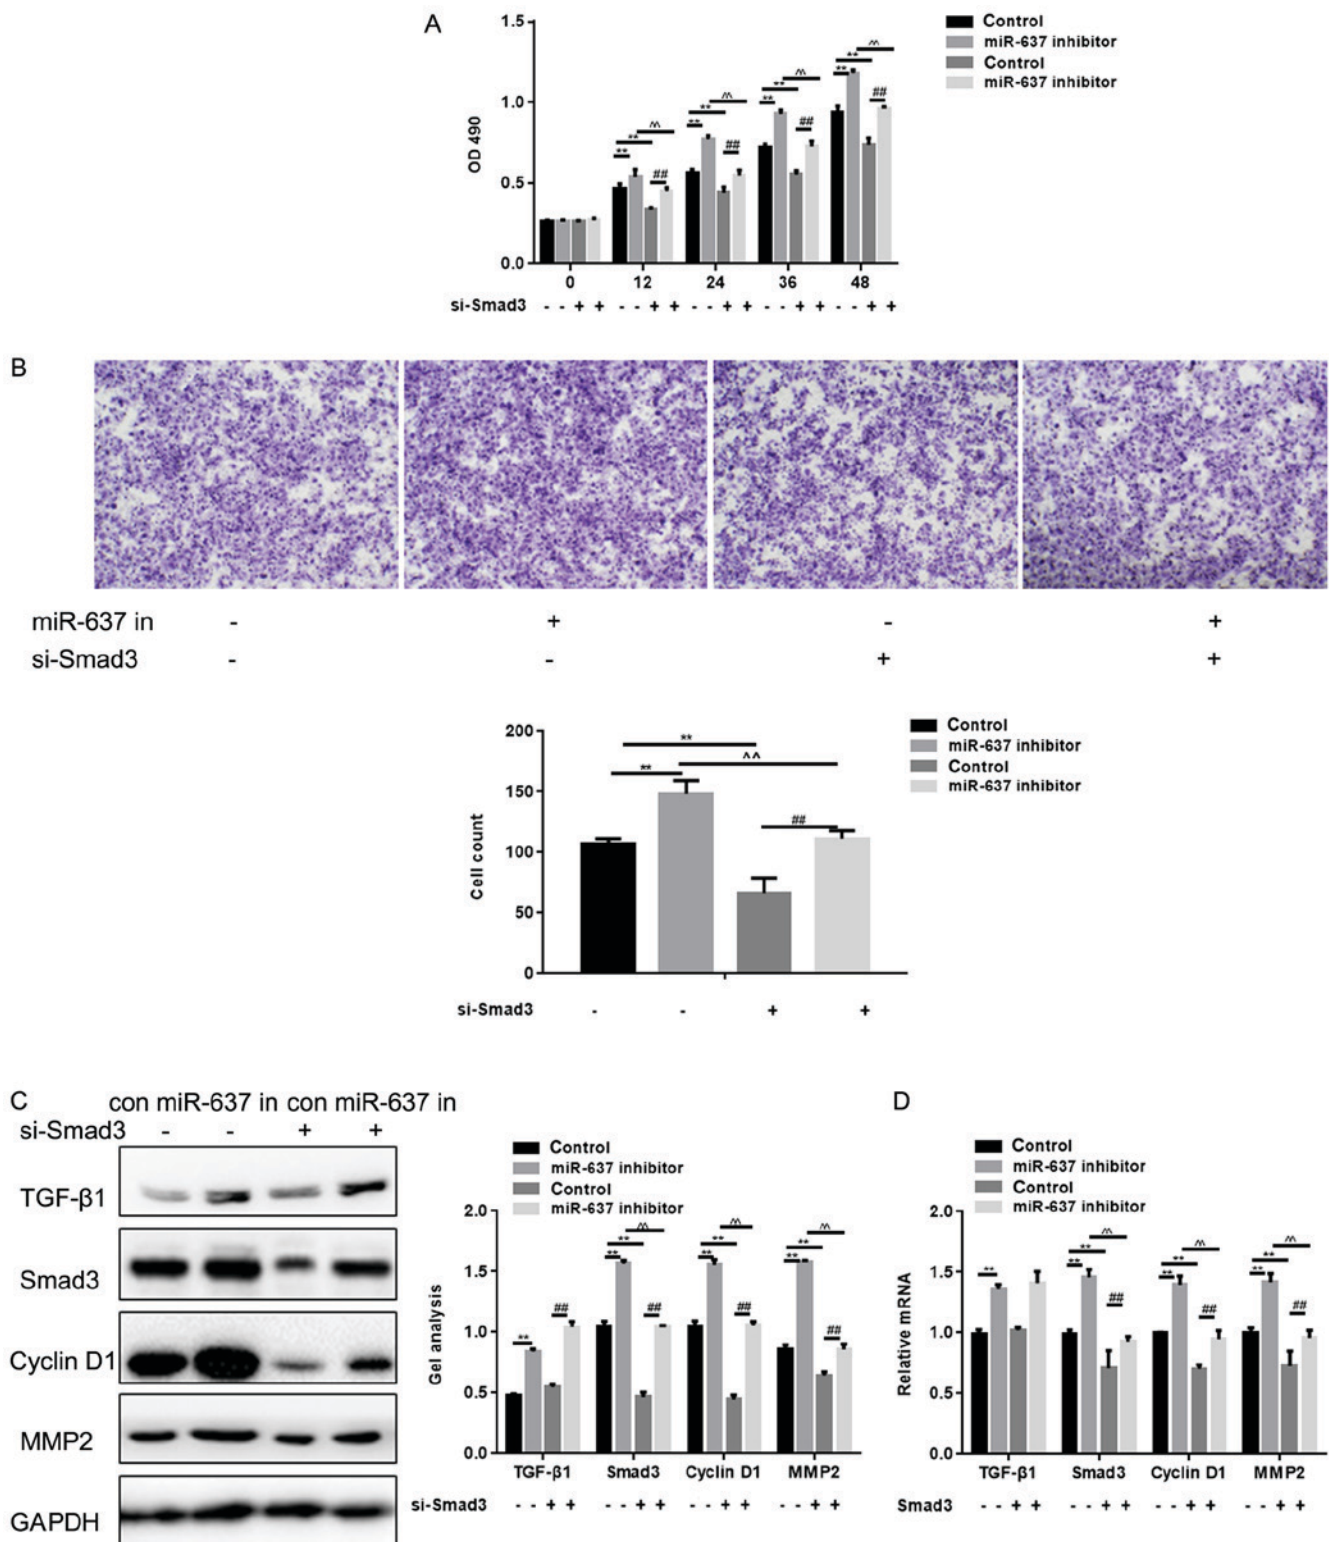 A
Control
miR-637 inhibitor
Control
miR-637 inhibitor
OD 490
1.5
1.0
0.5
0.0
** ** ^^ ##
** ** ^^ ##
** ** ^^ ##
** ** ^^ ##
0 12 24 36 48
si-Smad3 - - + + - - + + - - + + - - + + - - + +
B
miR-637 in - + - +
si-Smad3 - - + +
Control
miR-637 inhibitor
Control
miR-637 inhibitor
Cell count
200
150
100
50
0
**
** ^^
##
si-Smad3 - - + +
C
con miR-637 in con miR-637 in
si-Smad3 - - + +
TGF-β1
Smad3
Cyclin D1
MMP2
GAPDH
Control
miR-637 inhibitor
Control
miR-637 inhibitor
Gel analysis
2.0
1.5
1.0
0.5
0.0
** ##
** ** ^^ ##
** ** ^^ ##
** ** ^^ ##
TGF-β1 Smad3 Cyclin D1 MMP2
si-Smad3 - - + + - - + + - - + + - - + +
D
Control
miR-637 inhibitor
Control
miR-637 inhibitor
Relative mRNA
2.0
1.5
1.0
0.5
0.0
**
** ** ^^ ##
** ** ^^ ##
** ** ^^ ##
TGF-β1 Smad3 Cyclin D1 MMP2
Smad3 - - + + - - + + - - + + - - + +